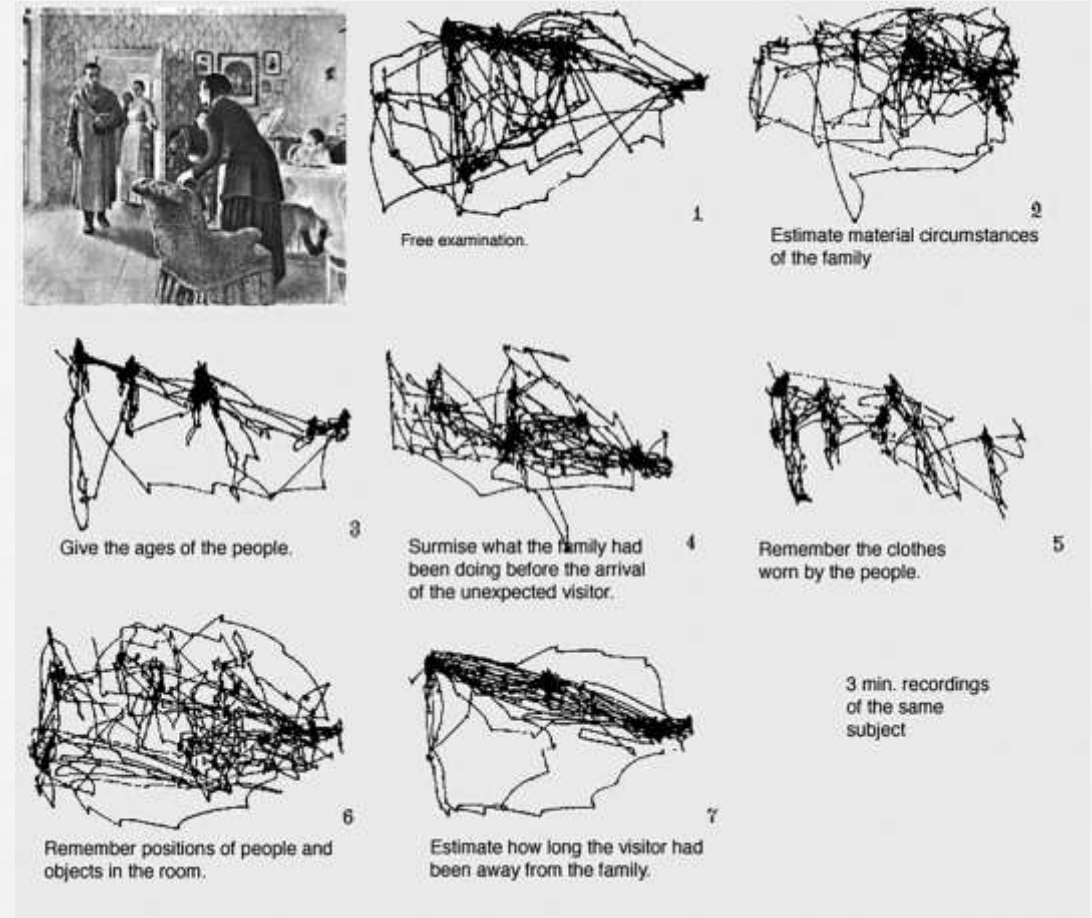 1
Free examination.
2
Estimate material circumstances
of the family
3
Give the ages of the people.
4
Surmise what the family had
been doing before the arrival
of the unexpected visitor.
5
Remember the clothes
worn by the people.
6
Remember positions of people and
objects in the room.
7
Estimate how long the visitor had
been away from the family.
3 min. recordings
of the same
subject